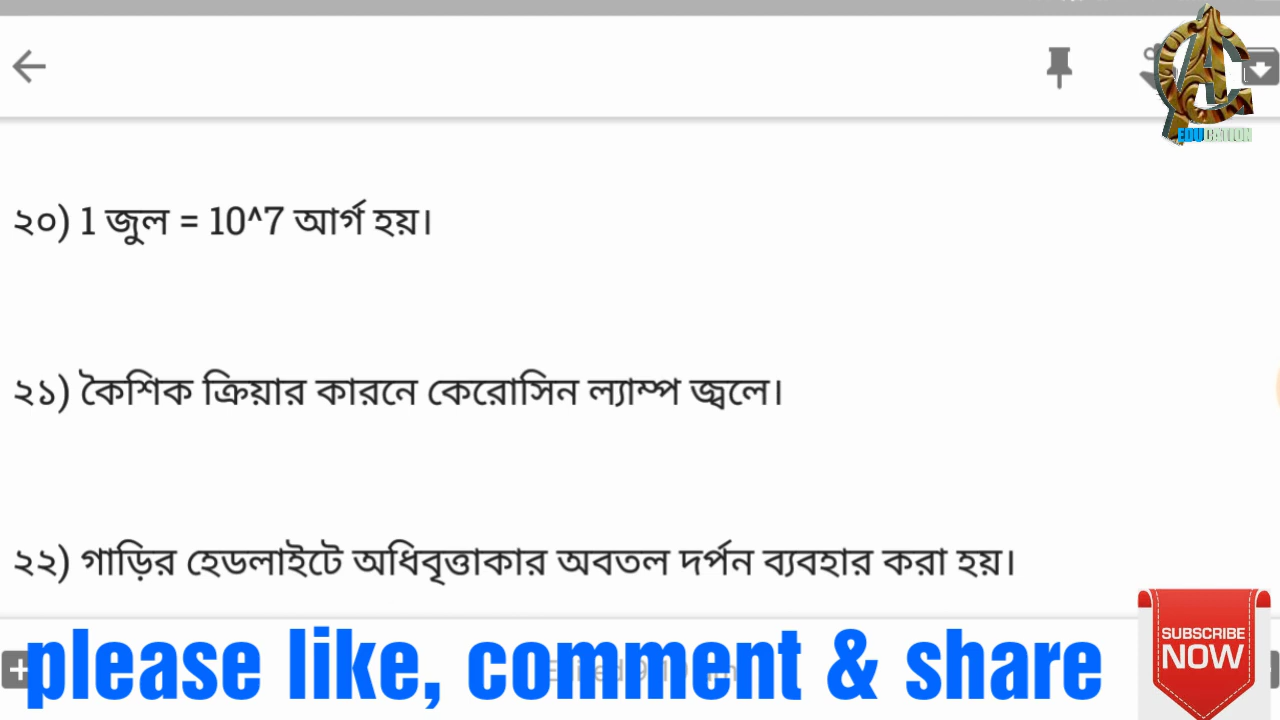 EDUCATION
২০) 1 জুল = 10^7 আর্গ হয়।
২১) কৈশিক ক্রিয়ার কারনে কেরোসিন ল্যাম্প জ্বলে।
২২) গাড়ির হেডলাইটে অধিবৃত্তাকার অবতল দর্পন ব্যবহার করা হয়।
please like, comment & share
SUBSCRIBE
NOW